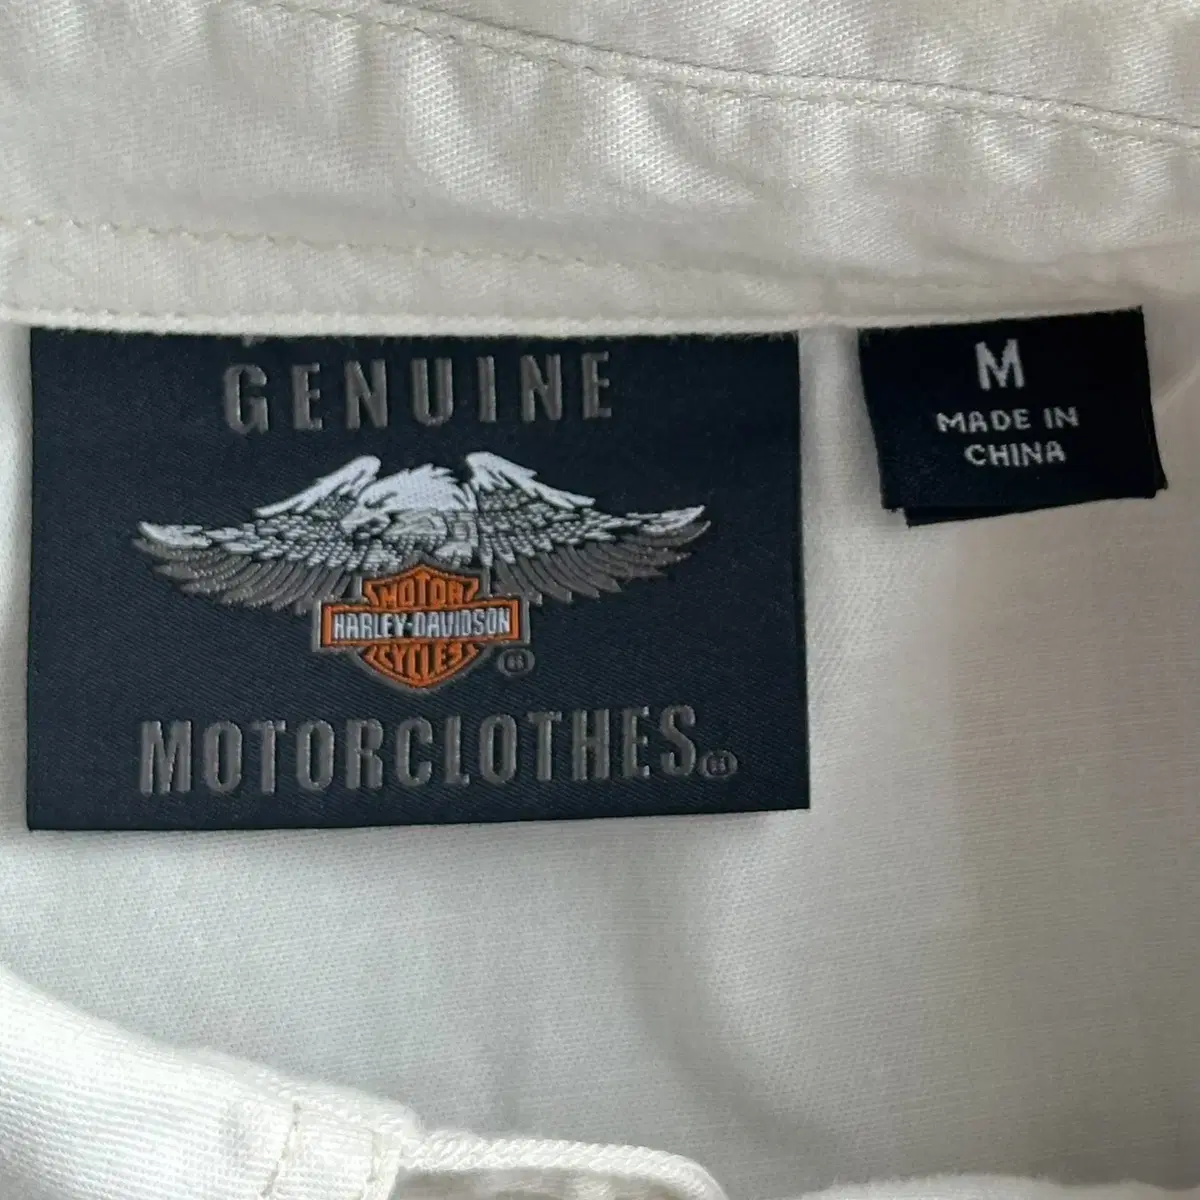 GENUINE
MOTOR
HARLEY-DAVIDSON
CYCLES
®
MOTORCLOTHES®
M
MADE IN
CHINA